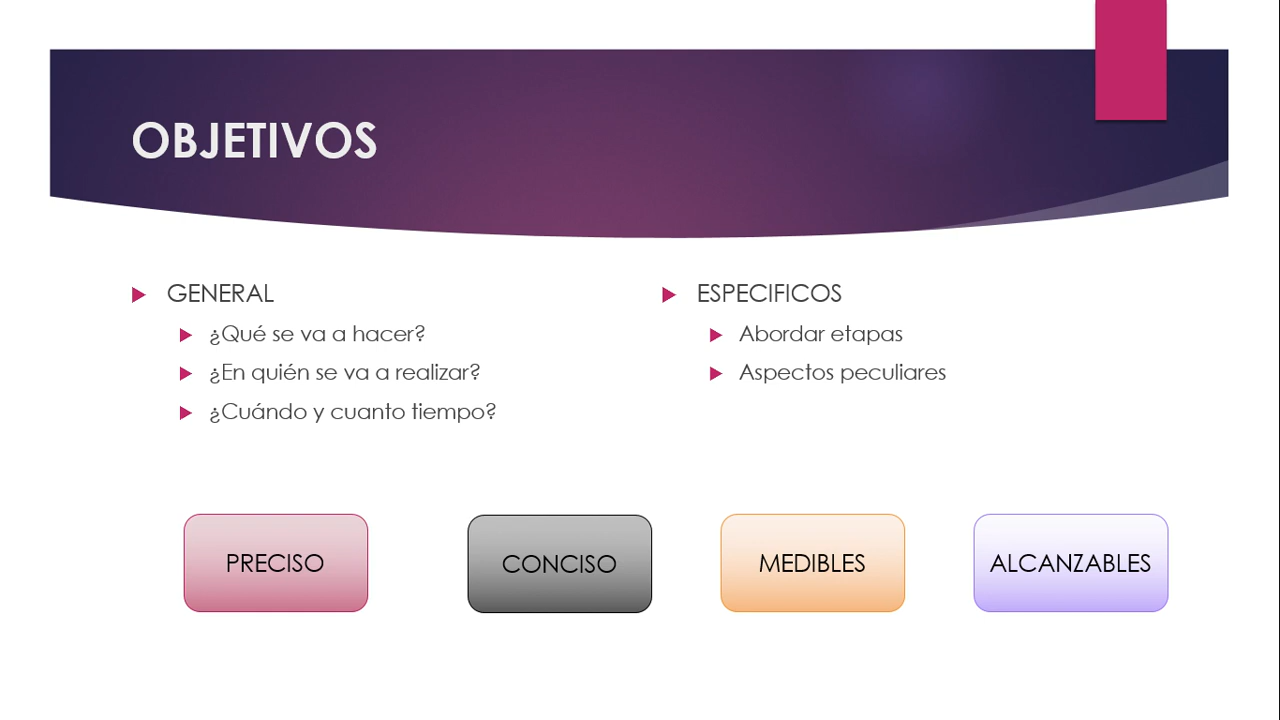 OBJETIVOS
GENERAL
¿Qué se va a hacer?
¿En quién se va a realizar?
¿Cuándo y cuanto tiempo?
ESPECIFICOS
Abordar etapas
Aspectos peculiares
PRECISO
CONCISO
MEDIBLES
ALCANZABLES